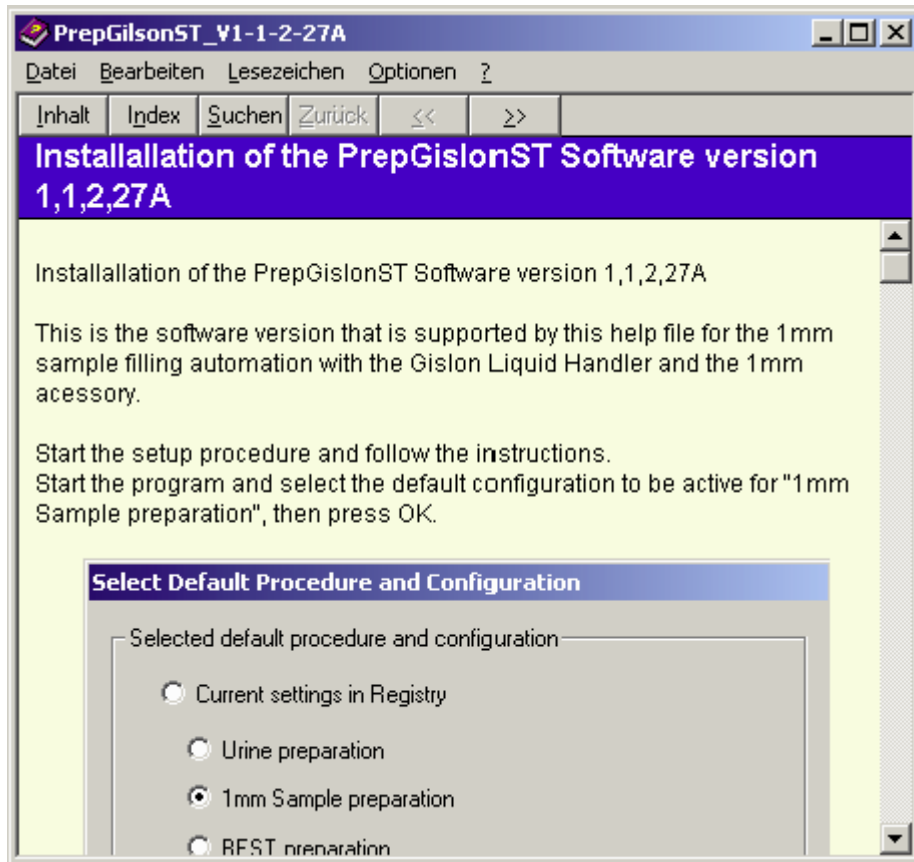 PrepGilsonST_V1-1-2-27A
Datei Bearbeiten Lesezeichen Optionen ?
Inhalt Index Suchen Zurück << >>
Installallation of the PrepGislonST Software version
1,1,2,27A
Installallation of the PrepGislonST Software version 1,1,2,27A
This is the software version that is supported by this help file for the 1mm
sample filling automation with the Gislon Liquid Handler and the 1mm
acessory.
Start the setup procedure and follow the instructions.
Start the program and select the default configuration to be active for "1mm
Sample preparation", then press OK.
Select Default Procedure and Configuration
Selected default procedure and configuration
Current settings in Registry
Urine preparation
1mm Sample preparation
BEST preparation